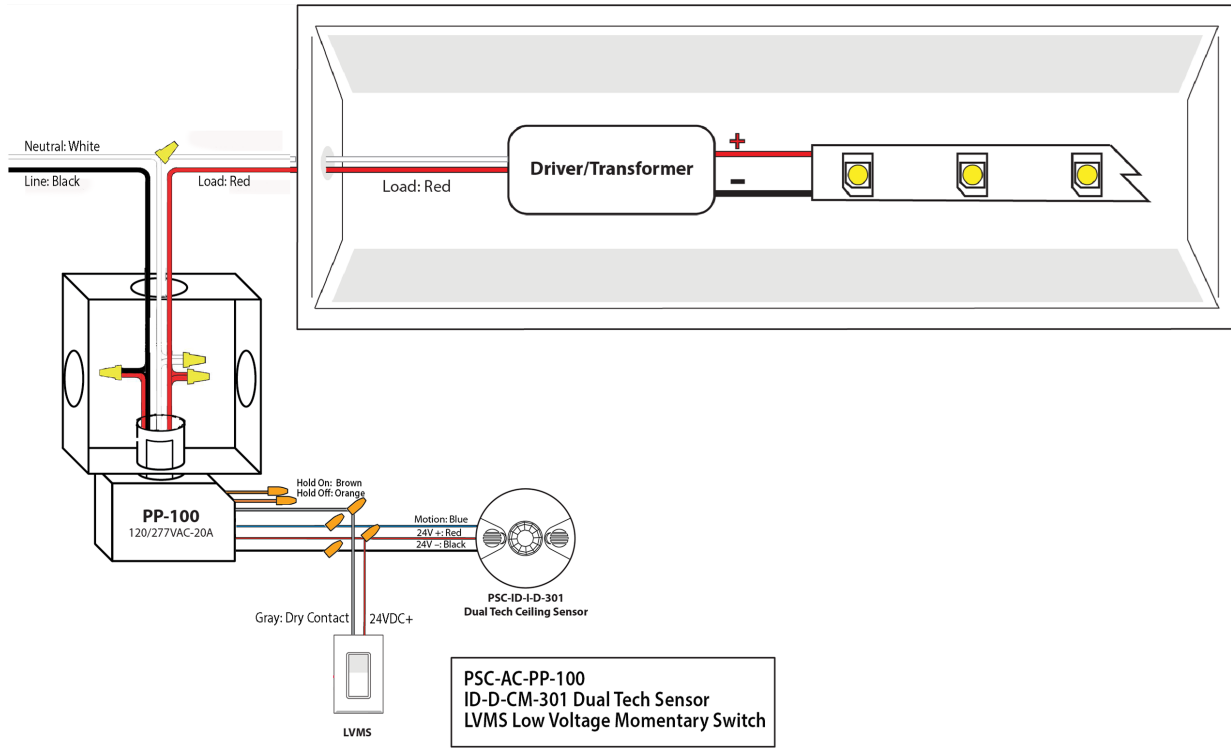 Neutral: White
Line: Black
Load: Red
Load: Red
Driver/Transformer
+
–
Hold On: Brown
Hold Off: Orange
PP-100
120/277VAC-20A
Motion: Blue
24V +: Red
24V –: Black
PSC-ID-I-D-301
Dual Tech Ceiling Sensor
Gray: Dry Contact
24VDC+
LVMS
PSC-AC-PP-100
ID-D-CM-301 Dual Tech Sensor
LVMS Low Voltage Momentary Switch